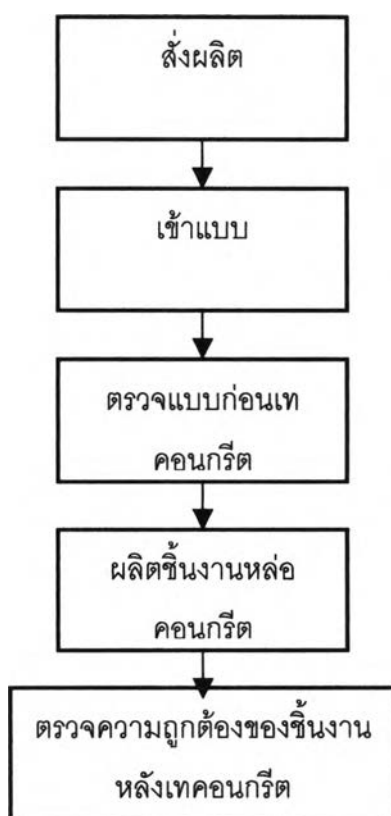 สั่งผลิต
เข้าแบบ
ตรวจแบบก่อนเท
คอนกรีต
ผลิตชิ้นงานหล่อ
คอนกรีต
ตรวจความถูกต้องของชิ้นงาน
หลังเทคอนกรีต